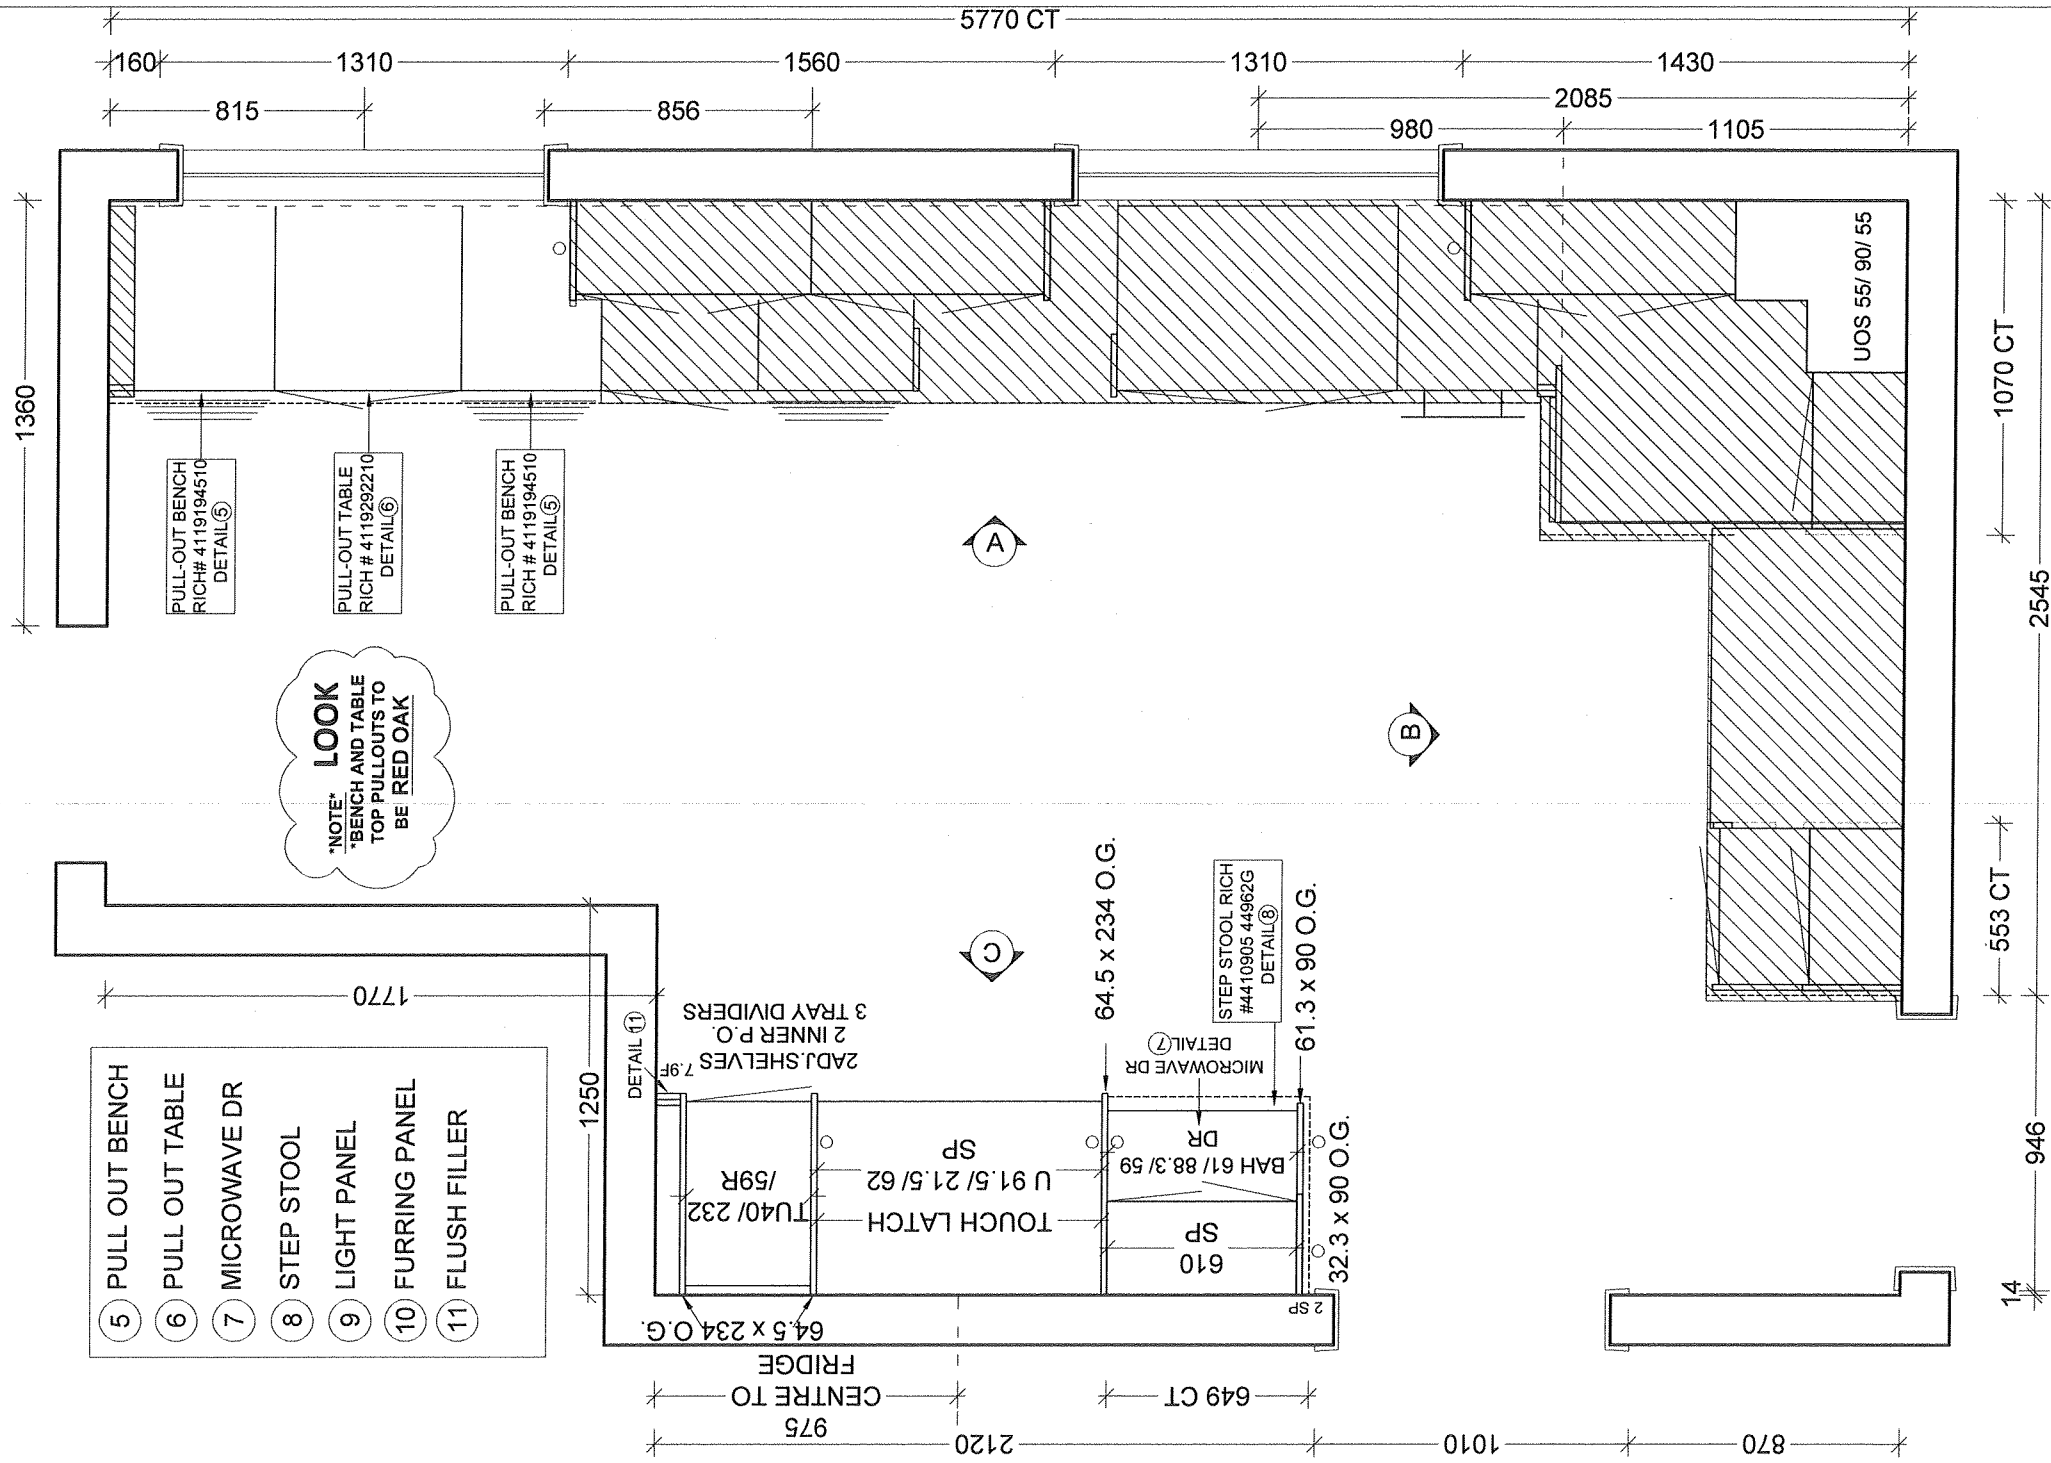 5770 CT
160
1310
1560
1310
1430
815
856
2085
980
1105
1360
PULL-OUT BENCH
RICH# 4119194510
DETAIL 5
PULL-OUT TABLE
RICH # 4119292210
DETAIL 6
PULL-OUT BENCH
RICH # 4119194510
DETAIL 5
UOS 55/ 90/ 55
1070 CT
2545
553 CT
946
14
A
B
C
*NOTE* LOOK
*BENCH AND TABLE
TOP PULLOUTS TO
BE RED OAK
1770
1250
5 PULL OUT BENCH
6 PULL OUT TABLE
7 MICROWAVE DR
8 STEP STOOL
9 LIGHT PANEL
10 FURRING PANEL
11 FLUSH FILLER
DETAIL 11
7.9F
2ADJ.SHELVES
2 INNER P.O.
3 TRAY DIVIDERS
TU40/ 232
/59R
U 91.5/ 21.5/ 62
SP
TOUCH LATCH
64.5 x 234 O.G.
64.5 x 234 O.G.
MICROWAVE DR
DETAIL 7
STEP STOOL RICH
#4410905 44962G
DETAIL 8
61.3 x 90 O.G.
BAH 61/ 88.3/ 59
DR
610
SP
32.3 x 90 O.G.
2 SP
975
CENTRE TO
FRIDGE
649 CT
2120
1010
870